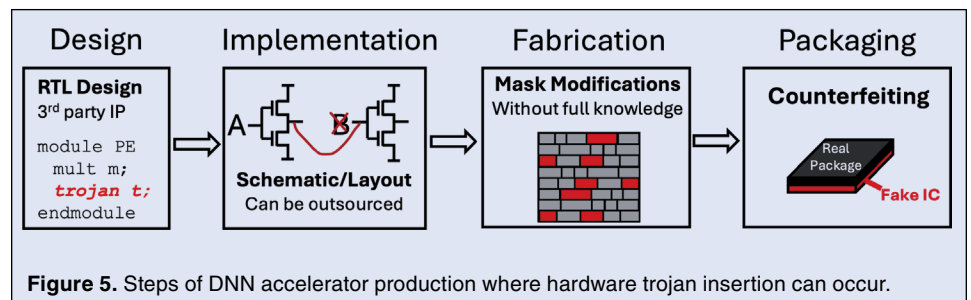 Design
Implementation
Fabrication
Packaging
RTL Design
3rd party IP
module PE
mult m;
trojan t;
endmodule
A
B
Schematic/Layout
Can be outsourced
Mask Modifications
Without full knowledge
Counterfeiting
Real
Package
Fake IC
Figure 5. Steps of DNN accelerator production where hardware trojan insertion can occur.